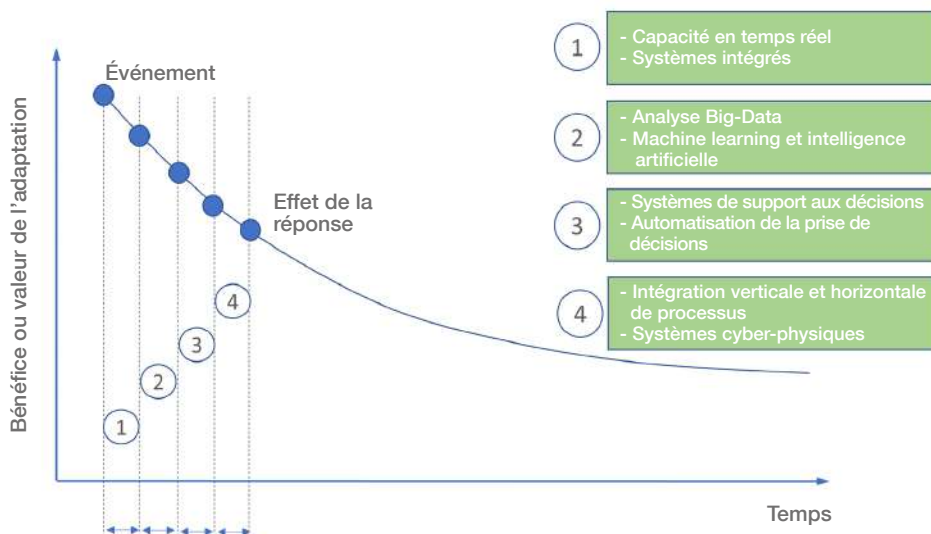 Événement
Bénéfice ou valeur de l'adaptation
Effet de la
réponse
1
2
3
4
Temps
1
- Capacité en temps réel
- Systèmes intégrés
2
- Analyse Big-Data
- Machine learning et intelligence
artificielle
3
- Systèmes de support aux décisions
- Automatisation de la prise de
décisions
4
- Intégration verticale et horizontale
de processus
- Systèmes cyber-physiques